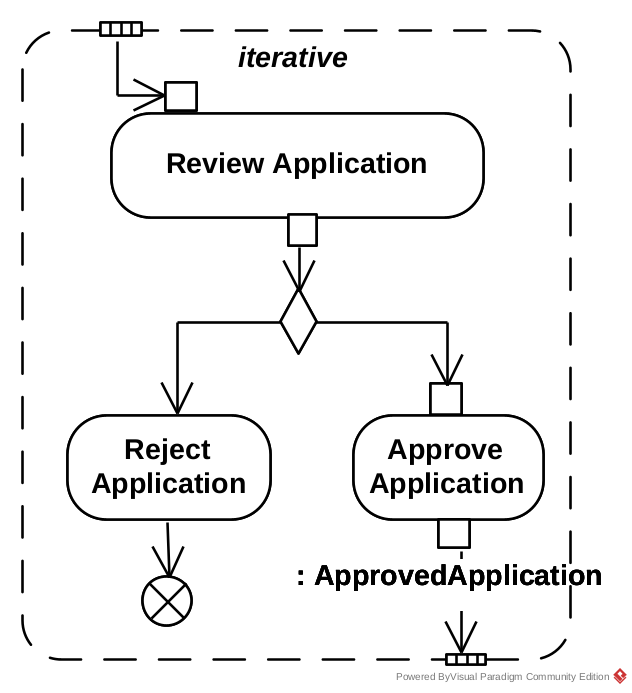 iterative
Review Application
Reject
Application
Approve
Application
: ApprovedApplication
Powered ByVisual Paradigm Community Edition